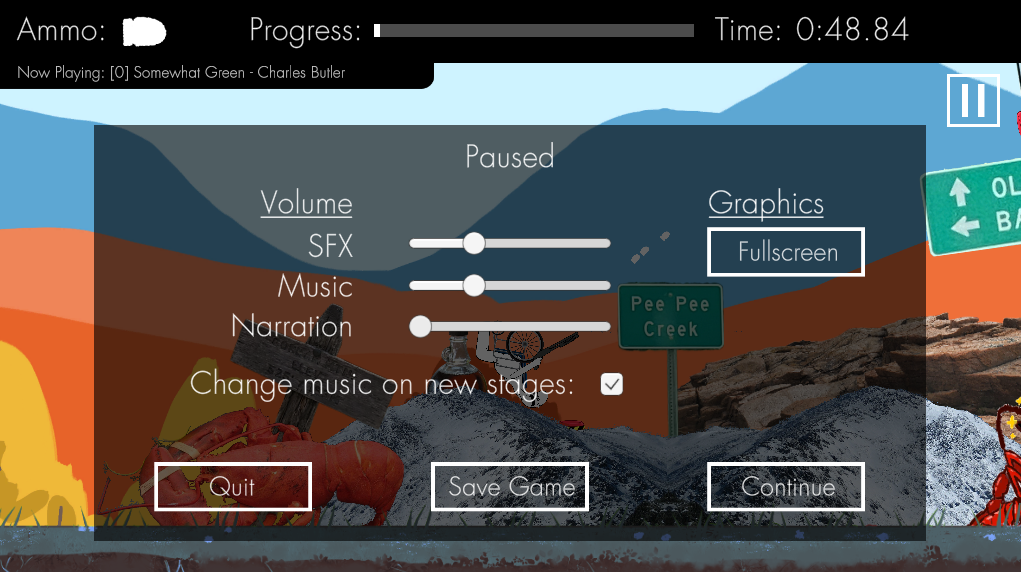 Ammo:
Progress:
Time: 0:48.84
Now Playing: [0] Somewhat Green - Charles Butler
Paused
Volume
Graphics
SFX
Fullscreen
Music
Narration
Pee Pee
Creek
OL
BA
Change music on new stages:
Quit
Save Game
Continue